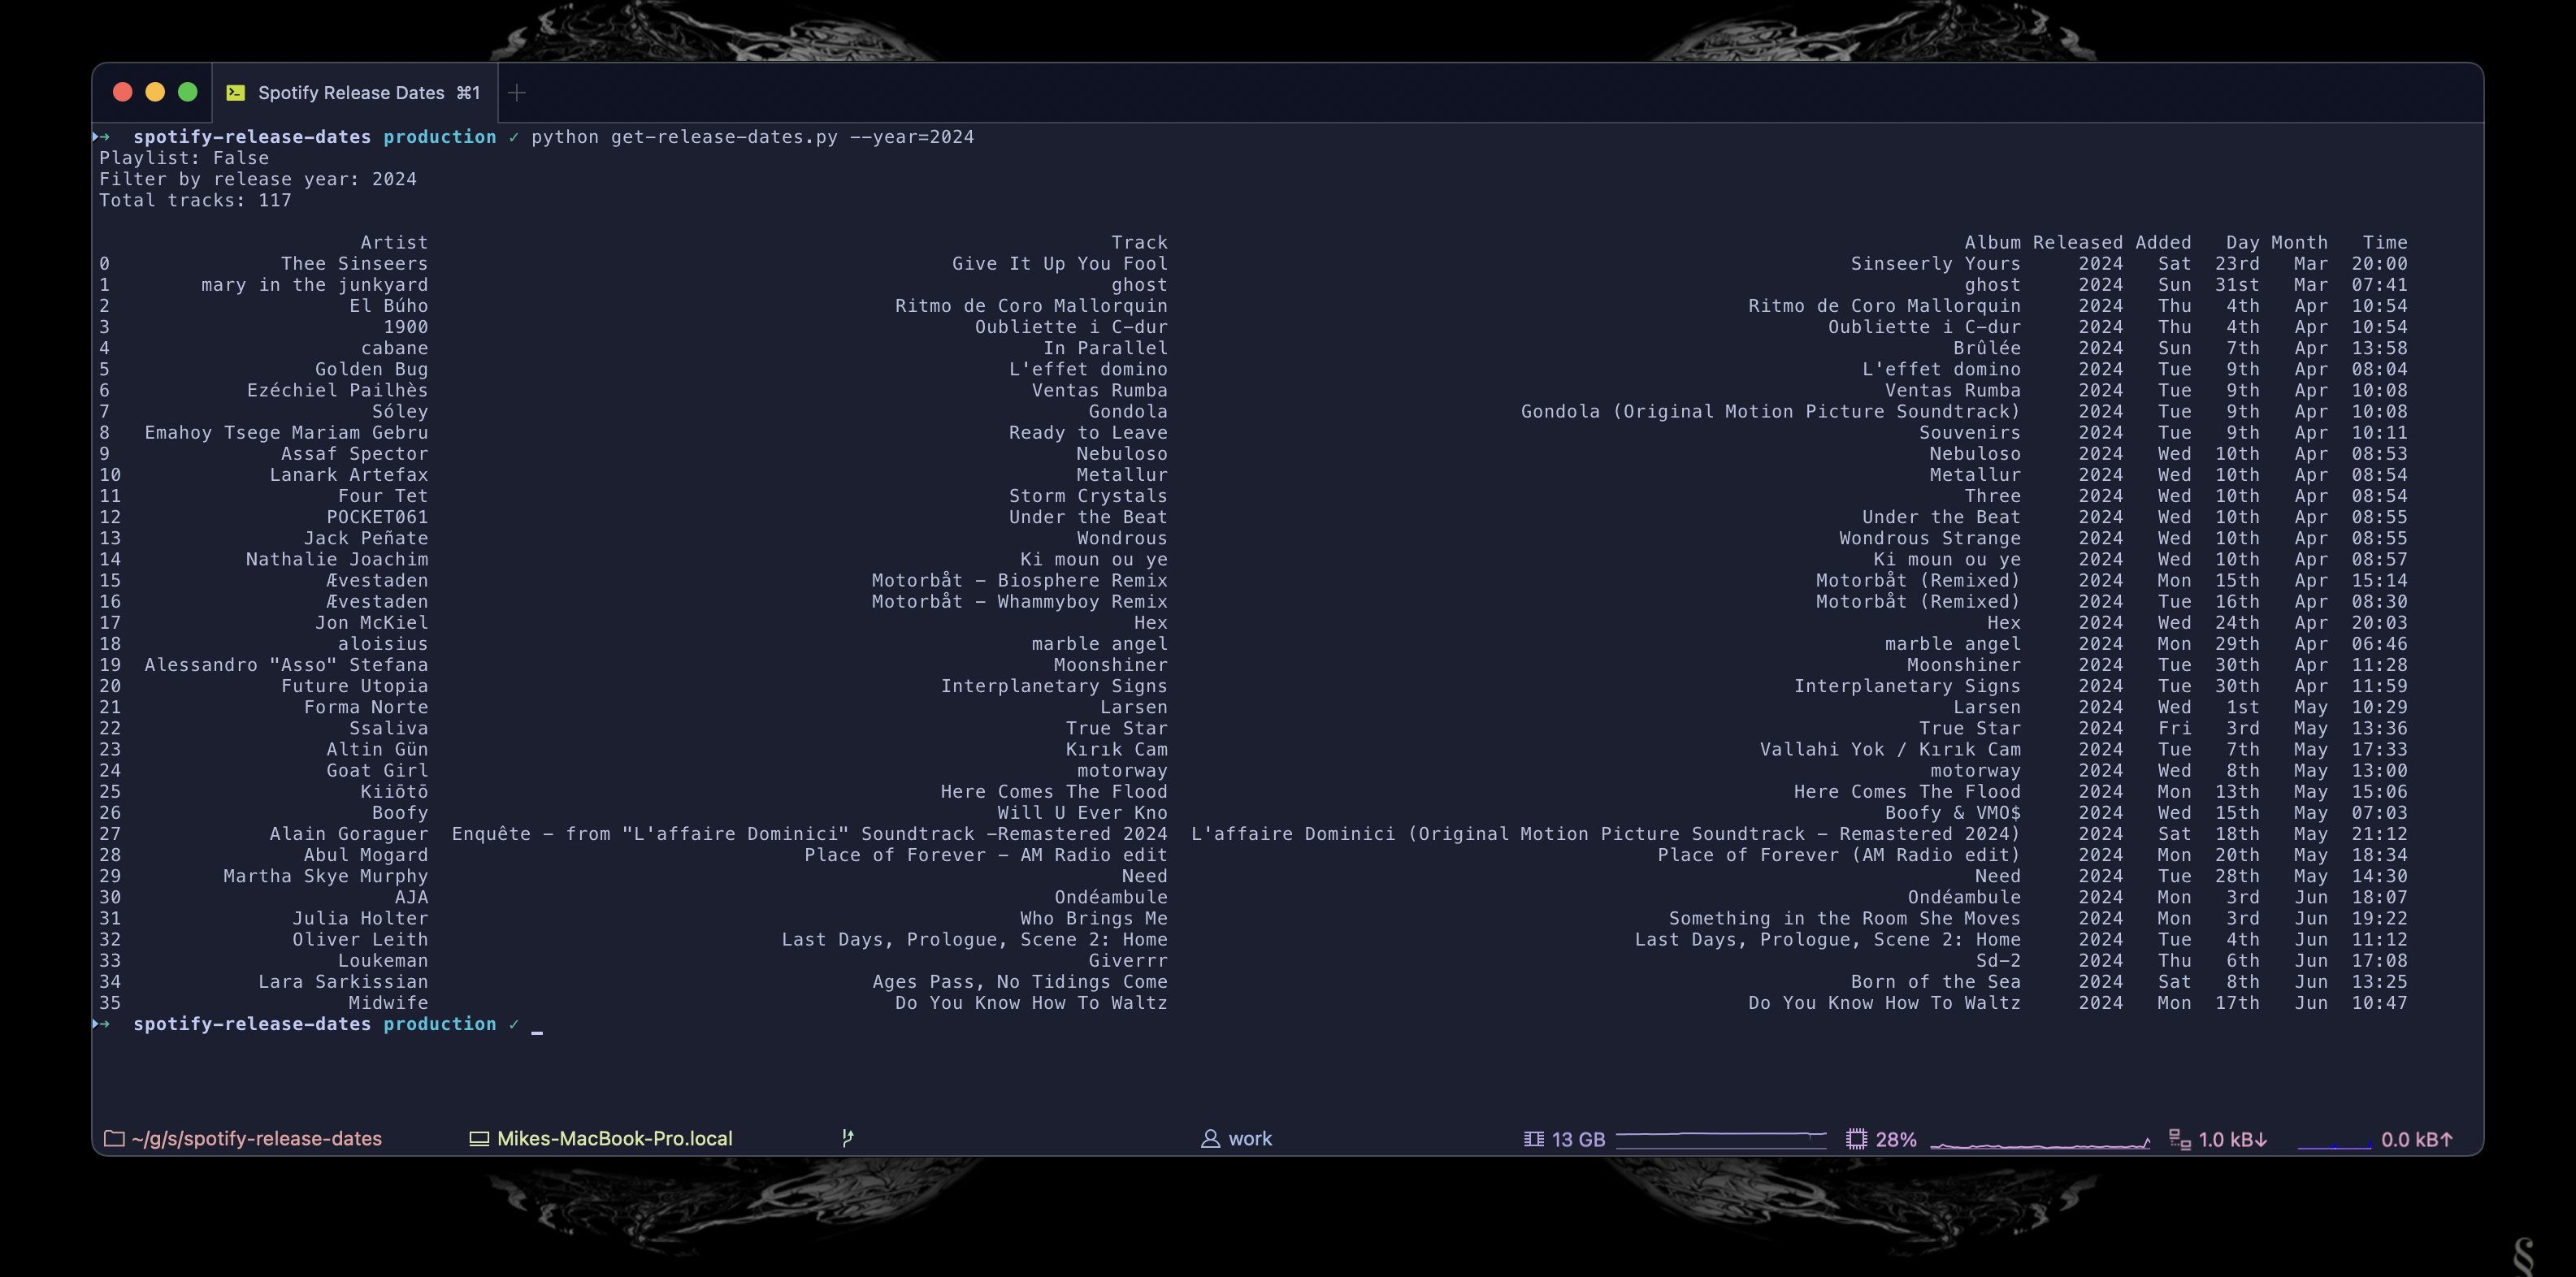 Spotify Release Dates ⌘1
spotify-release-dates production ✓ python get-release-dates.py --year=2024
Playlist: False
Filter by release year: 2024
Total tracks: 117
Artist Track Album Released Added Day Month Time
0 Thee Sinseers Give It Up You Fool Sinseerly Yours 2024 Sat 23rd Mar 20:00
1 mary in the junkyard ghost ghost 2024 Sun 31st Mar 07:41
2 El Búho Ritmo de Coro Mallorquin Ritmo de Coro Mallorquin 2024 Thu 4th Apr 10:54
3 1900 Oubliette i C-dur Oubliette i C-dur 2024 Thu 4th Apr 10:54
4 cabane In Parallel Brûlée 2024 Sun 7th Apr 13:58
5 Golden Bug L'effet domino L'effet domino 2024 Tue 9th Apr 08:04
6 Ezéchiel Pailhès Ventas Rumba Ventas Rumba 2024 Tue 9th Apr 10:08
7 Sóley Gondola Gondola (Original Motion Picture Soundtrack) 2024 Tue 9th Apr 10:08
8 Emahoy Tsege Mariam Gebru Ready to Leave Souvenirs 2024 Tue 9th Apr 10:11
9 Assaf Spector Nebuloso Nebuloso 2024 Wed 10th Apr 08:53
10 Lanark Artefax Metallur Metallur 2024 Wed 10th Apr 08:54
11 Four Tet Storm Crystals Three 2024 Wed 10th Apr 08:54
12 POCKET061 Under the Beat Under the Beat 2024 Wed 10th Apr 08:55
13 Jack Peñate Wondrous Wondrous Strange 2024 Wed 10th Apr 08:55
14 Nathalie Joachim Ki moun ou ye Ki moun ou ye 2024 Wed 10th Apr 08:57
15 Ævestaden Motorbåt - Biosphere Remix Motorbåt (Remixed) 2024 Mon 15th Apr 15:14
16 Ævestaden Motorbåt - Whammyboy Remix Motorbåt (Remixed) 2024 Tue 16th Apr 08:30
17 Jon McKiel Hex Hex 2024 Wed 24th Apr 20:03
18 aloisius marble angel marble angel 2024 Mon 29th Apr 06:46
19 Alessandro "Asso" Stefana Moonshiner Moonshiner 2024 Tue 30th Apr 11:28
20 Future Utopia Interplanetary Signs Interplanetary Signs 2024 Tue 30th Apr 11:59
21 Forma Norte Larsen Larsen 2024 Wed 1st May 10:29
22 Ssaliva True Star True Star 2024 Fri 3rd May 13:36
23 Altin Gün Kırık Cam Vallahi Yok / Kırık Cam 2024 Tue 7th May 17:33
24 Goat Girl motorway motorway 2024 Wed 8th May 13:00
25 Kiiōtō Here Comes The Flood Here Comes The Flood 2024 Mon 13th May 15:06
26 Boofy Will U Ever Kno Boofy & VMO$ 2024 Wed 15th May 07:03
27 Alain Goraguer Enquête - from "L'affaire Dominici" Soundtrack -Remastered 2024 L'affaire Dominici (Original Motion Picture Soundtrack - Remastered 2024) 2024 Sat 18th May 21:12
28 Abul Mogard Place of Forever - AM Radio edit Place of Forever (AM Radio edit) 2024 Mon 20th May 18:34
29 Martha Skye Murphy Need Need 2024 Tue 28th May 14:30
30 AJA Ondéambule Ondéambule 2024 Mon 3rd Jun 18:07
31 Julia Holter Who Brings Me Something in the Room She Moves 2024 Mon 3rd Jun 19:22
32 Oliver Leith Last Days, Prologue, Scene 2: Home Last Days, Prologue, Scene 2: Home 2024 Tue 4th Jun 11:12
33 Loukeman Giverrr Sd-2 2024 Thu 6th Jun 17:08
34 Lara Sarkissian Ages Pass, No Tidings Come Born of the Sea 2024 Sat 8th Jun 13:25
35 Midwife Do You Know How To Waltz Do You Know How To Waltz 2024 Mon 17th Jun 10:47
spotify-release-dates production ✓
~/g/s/spotify-release-dates Mikes-MacBook-Pro.local work 13 GB 28% 1.0 kB↓ 0.0 kB↑
§